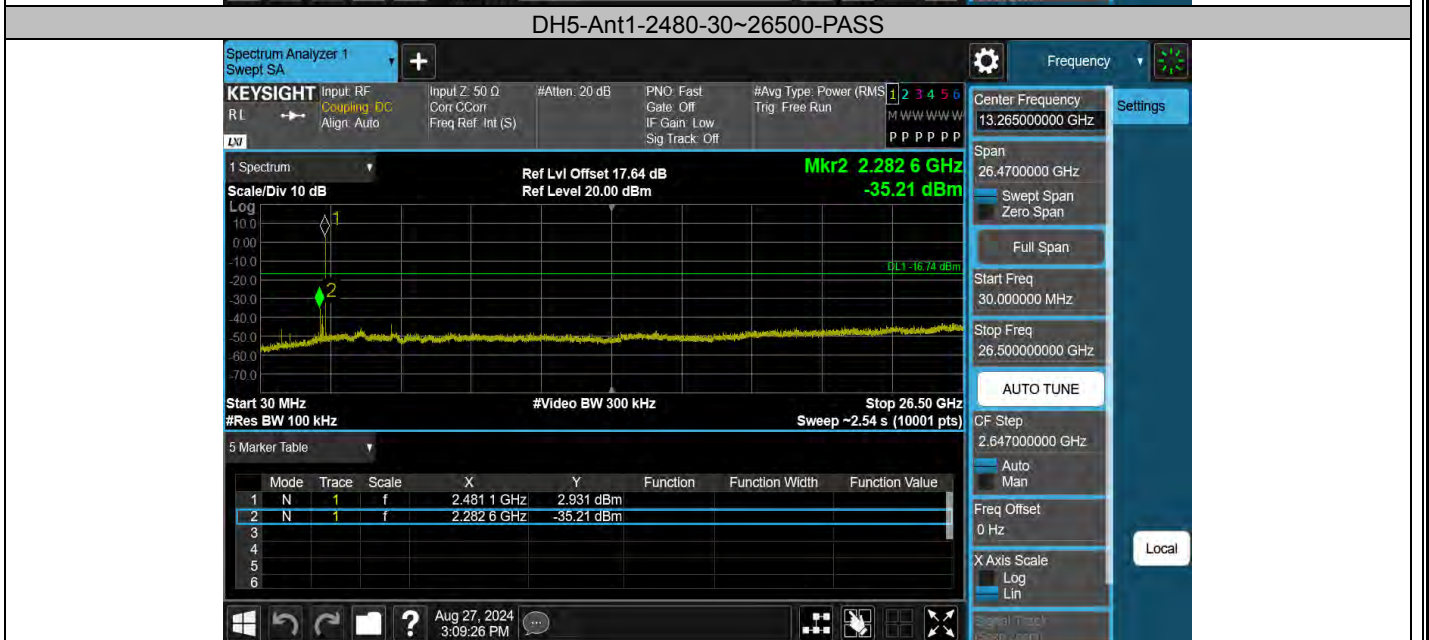 DH5-Ant1-2480-30~26500-PASS
Spectrum Analyzer 1
Swept SA
Frequency
KEYSIGHT
Input: RF
Coupling: DC
Align: Auto
Input Z: 50 Ω
Corr CCorr
Freq Ref: Int (S)
#Atten: 20 dB
PNO: Fast
Gate: Off
IF Gain: Low
Sig Track: Off
#Avg Type: Power (RMS
Trig: Free Run
1 2 3 4 5 6
M W W W W W
P P P P P P
R L
LXI
Center Frequency
13.265000000 GHz
Settings
Span
26.4700000 GHz
Swept Span
Zero Span
Full Span
Start Freq
30.000000 MHz
Stop Freq
26.500000000 GHz
AUTO TUNE
CF Step
2.647000000 GHz
Auto
Man
Freq Offset
0 Hz
X Axis Scale
Log
Lin
Signal Track
Local
1 Spectrum
Scale/Div 10 dB
Log
Ref Lvl Offset 17.64 dB
Ref Level 20.00 dBm
Mkr2 2.282 6 GHz
-35.21 dBm
10.0
0.00
-10.0
-20.0
-30.0
-40.0
-50.0
-60.0
-70.0
1
2
DL1 -16.74 dBm
Start 30 MHz
#Video BW 300 kHz
Stop 26.50 GHz
#Res BW 100 kHz
Sweep ~2.54 s (10001 pts)
5 Marker Table
Mode Trace Scale X Y Function Function Width Function Value
1 N 1 f 2.481 1 GHz 2.931 dBm
2 N 1 f 2.282 6 GHz -35.21 dBm
3
4
5
6
?
Aug 27, 2024
3:09:26 PM